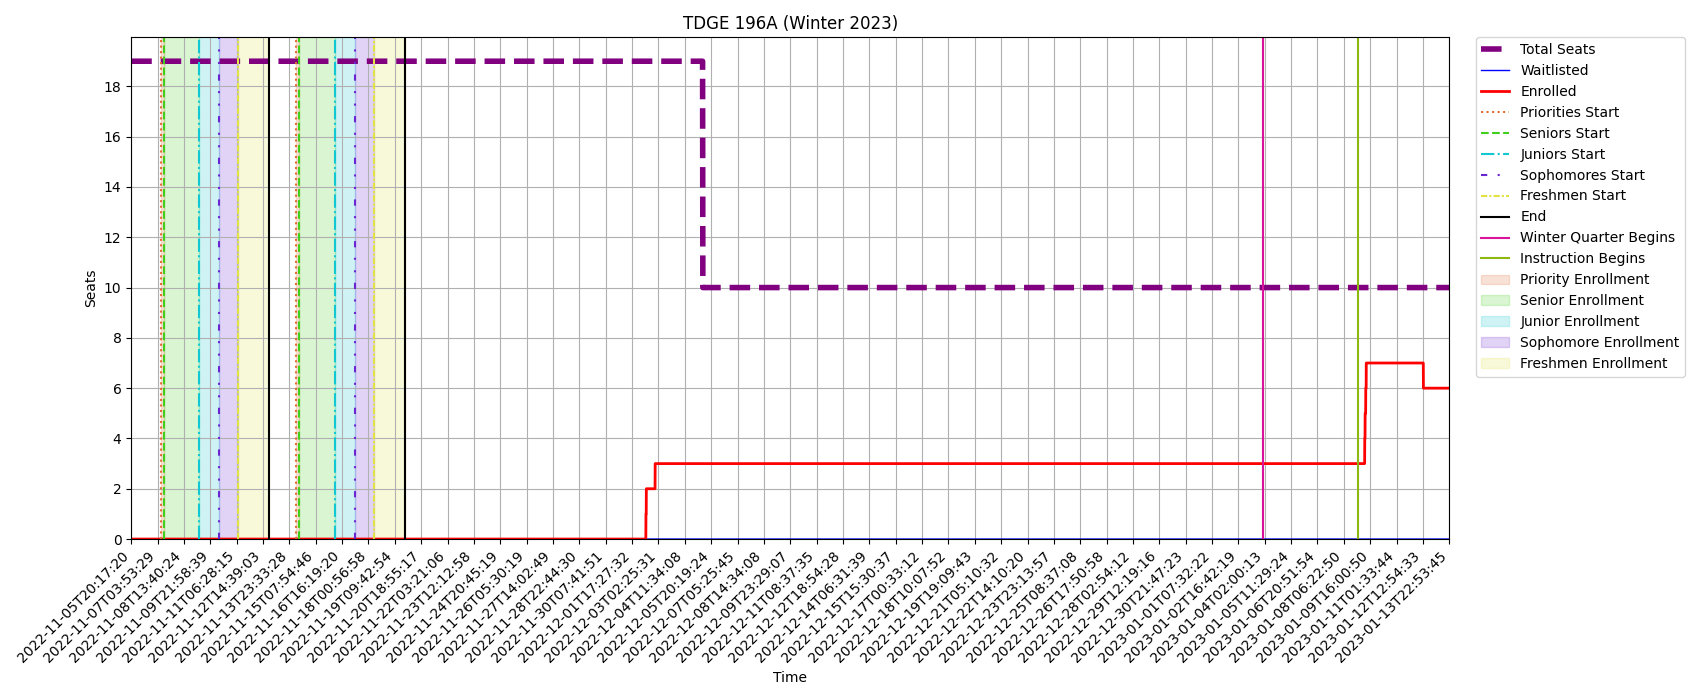 TDGE 196A (Winter 2023)
Seats
18
16
14
12
10
8
6
4
2
0
2022-11-05T20:17:20
2022-11-07T03:53:29
2022-11-08T13:40:24
2022-11-09T21:58:39
2022-11-11T06:28:15
2022-11-12T14:39:03
2022-11-13T23:33:28
2022-11-15T07:54:46
2022-11-16T16:19:20
2022-11-18T00:56:58
2022-11-19T09:42:54
2022-11-20T18:55:17
2022-11-22T03:21:06
2022-11-23T12:12:58
2022-11-24T20:45:19
2022-11-26T05:30:19
2022-11-27T14:02:49
2022-11-28T22:44:30
2022-11-30T07:41:51
2022-12-01T17:27:32
2022-12-03T02:25:31
2022-12-04T11:34:08
2022-12-05T20:19:24
2022-12-07T05:25:45
2022-12-08T14:34:08
2022-12-09T23:29:07
2022-12-11T08:37:35
2022-12-12T18:54:28
2022-12-14T06:31:39
2022-12-15T15:30:37
2022-12-17T00:33:12
2022-12-18T10:07:52
2022-12-19T19:09:43
2022-12-21T05:10:32
2022-12-22T14:10:20
2022-12-23T23:13:57
2022-12-25T08:37:08
2022-12-26T17:50:58
2022-12-28T02:54:12
2022-12-29T12:19:16
2022-12-30T21:47:23
2023-01-01T07:32:22
2023-01-02T16:42:19
2023-01-04T02:00:13
2023-01-05T11:29:24
2023-01-06T20:51:54
2023-01-08T06:22:50
2023-01-09T16:00:50
2023-01-11T01:33:44
2023-01-12T12:54:33
2023-01-13T22:53:45
Time
Total Seats
Waitlisted
Enrolled
Priorities Start
Seniors Start
Juniors Start
Sophomores Start
Freshmen Start
End
Winter Quarter Begins
Instruction Begins
Priority Enrollment
Senior Enrollment
Junior Enrollment
Sophomore Enrollment
Freshmen Enrollment